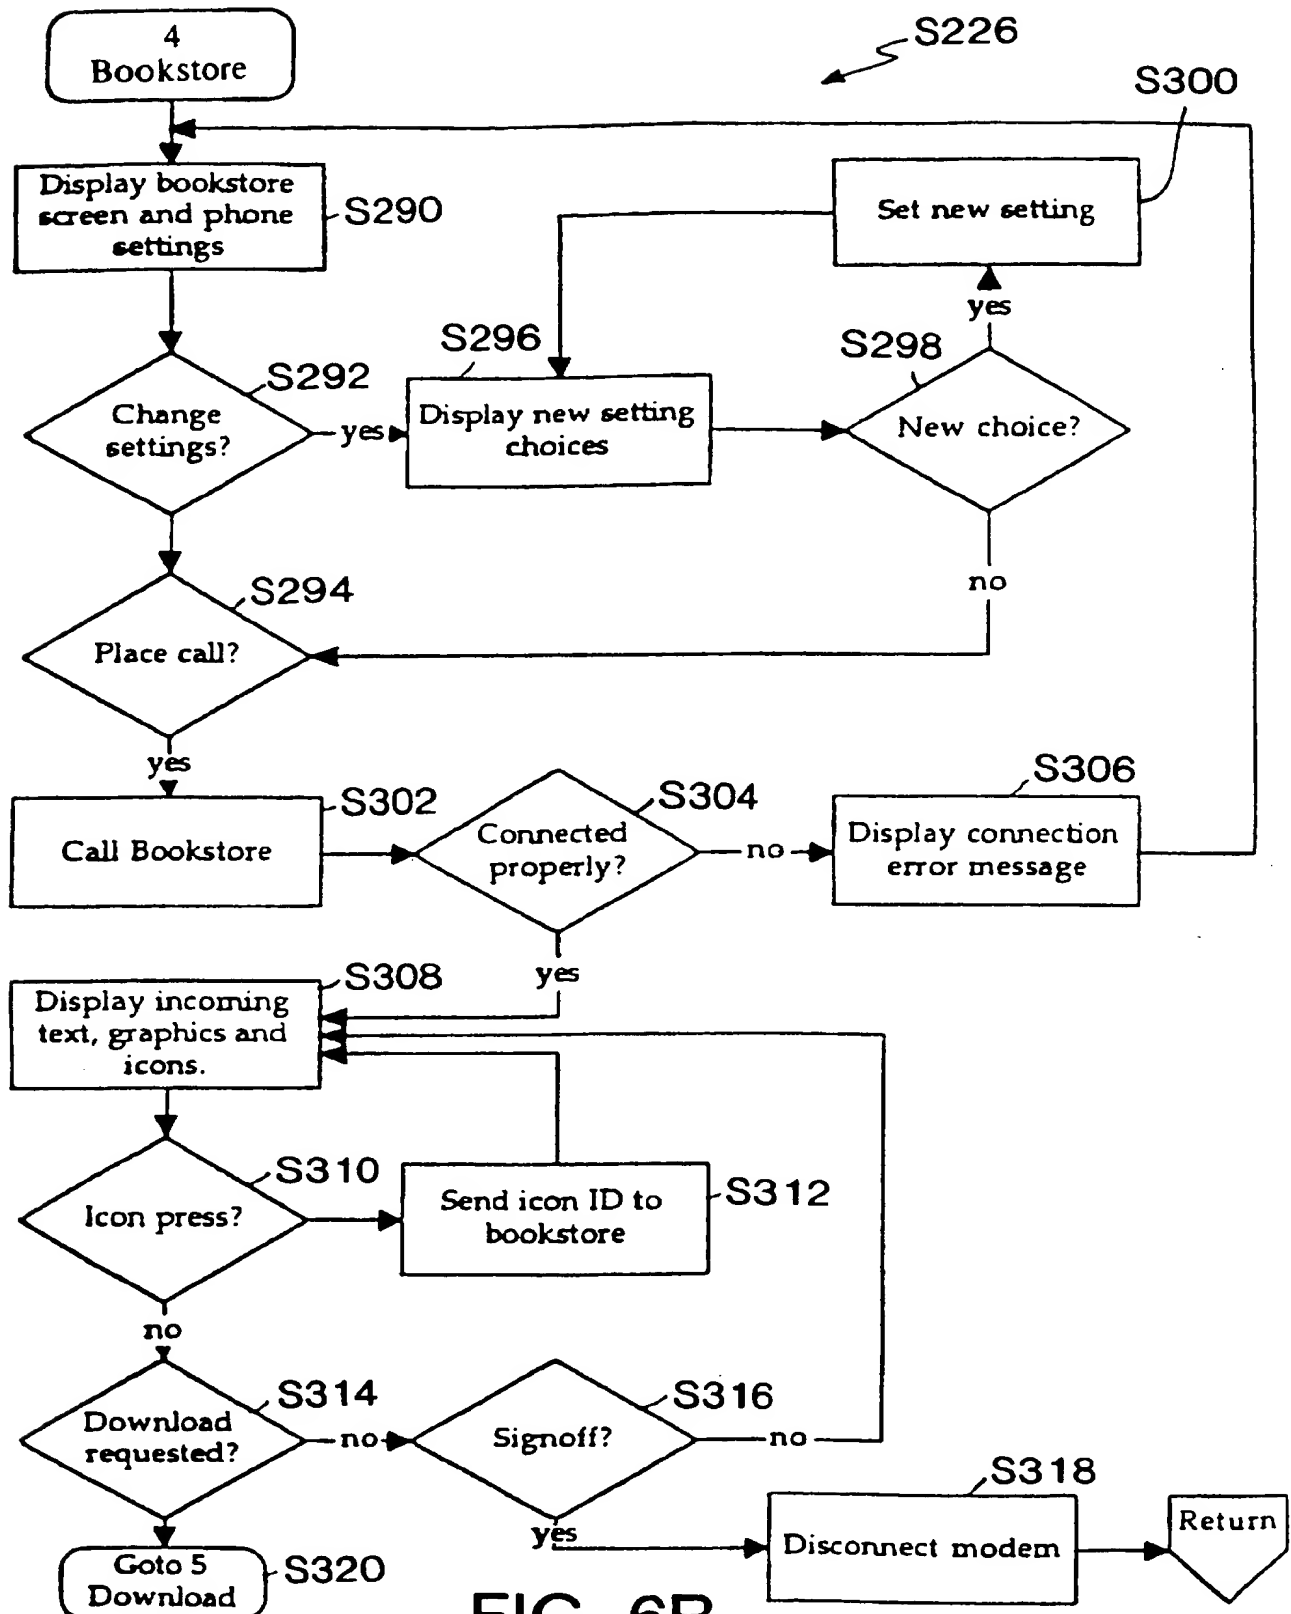 4
Bookstore
S226
S300
Display bookstore
screen and phone
settings
S290
Set new setting
yes
S292
Change
settings?
yes
S296
Display new setting
choices
S298
New choice?
no
S294
Place call?
yes
S302
Call Bookstore
S304
Connected
properly?
no
S306
Display connection
error message
yes
S308
Display incoming
text, graphics and
icons.
S310
Icon press?
S312
Send icon ID to
bookstore
no
S314
Download
requested?
no
S316
Signoff?
no
yes
S318
Disconnect modem
Return
Goto 5
Download
S320